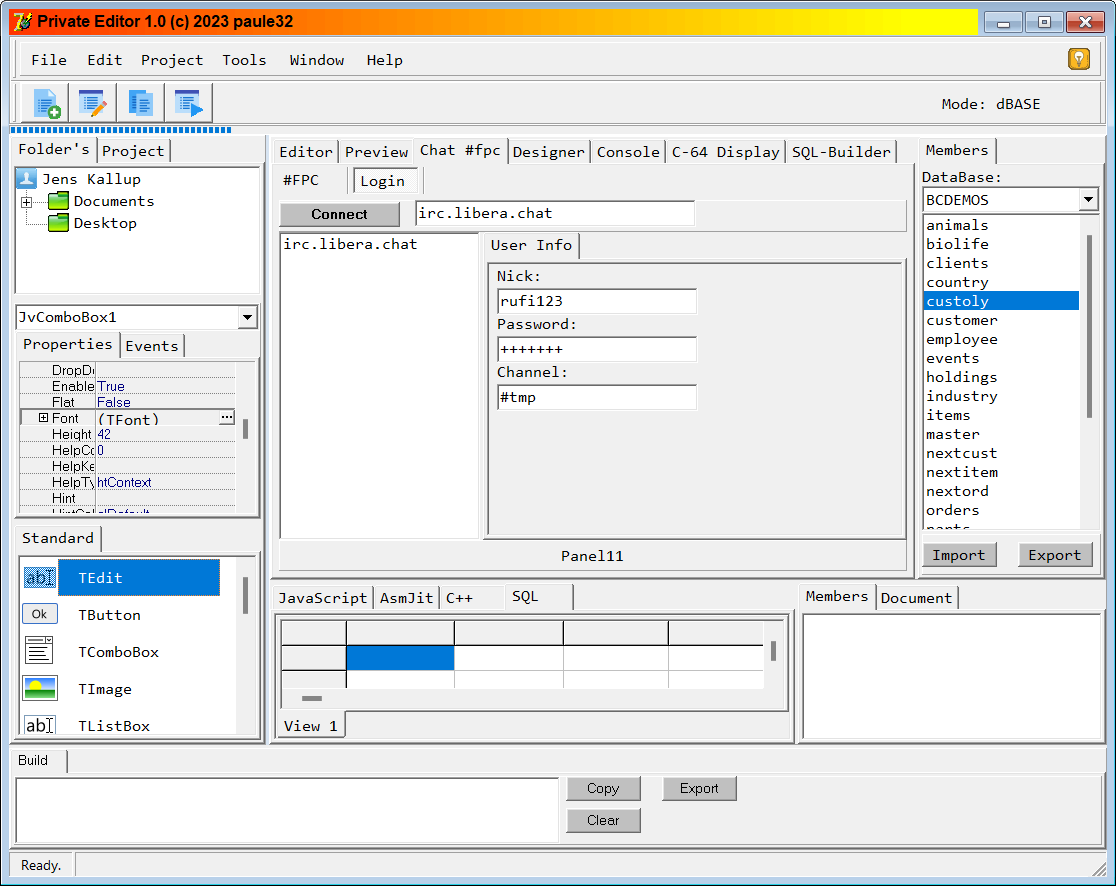 Private Editor 1.0 (c) 2023 paule32
File Edit Project Tools Window Help
Mode: dBASE
Folder's Project
Jens Kallup
Documents
Desktop
JvComboBox1
Properties Events
DropD
Enable True
Flat False
Font (TFont) ...
Height 42
HelpCo 0
HelpKe
HelpTy htContext
Hint
Standard
abI TEdit
Ok TButton
TComboBox
TImage
abI TListBox
Editor Preview Chat #fpc Designer Console C-64 Display SQL-Builder
#FPC Login
Connect irc.libera.chat
irc.libera.chat
User Info
Nick:
rufi123
Password:
+++++++
Channel:
#tmp
Panel11
Members
DataBase:
BCDEMOS
animals
biolife
clients
country
custoly
customer
employee
events
holdings
industry
items
master
nextcust
nextitem
nextord
orders
parts
Import Export
JavaScript AsmJit C++ SQL
View 1
Members Document
Build
Copy Export
Clear
Ready.